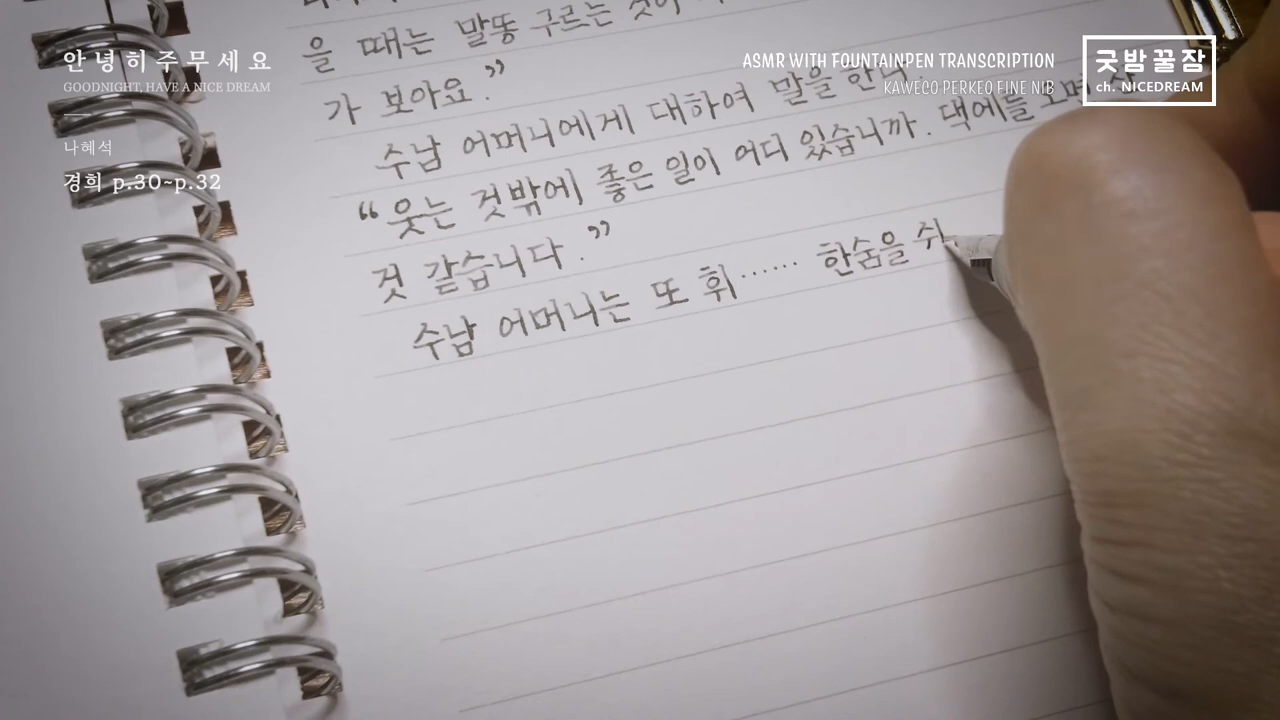 안녕히주무세요
GOODNIGHT, HAVE A NICE DREAM
나혜석
경희 p.30~p.32
ASMR WITH FOUNTAINPEN TRANSCRIPTION
KAWECO PERKEO FINE NIB
굿밤꿀잠
ch. NICEDREAM
을 때는 말똥 구르는 것이
가 보아요.”
수남 어머니에게 대하여 말을 한다.
“웃는 것밖에 좋은 일이 어디 있습니까. 댁에들 오면 
것 같습니다.”
수남 어머니는 또 휘…… 한숨을 쉬